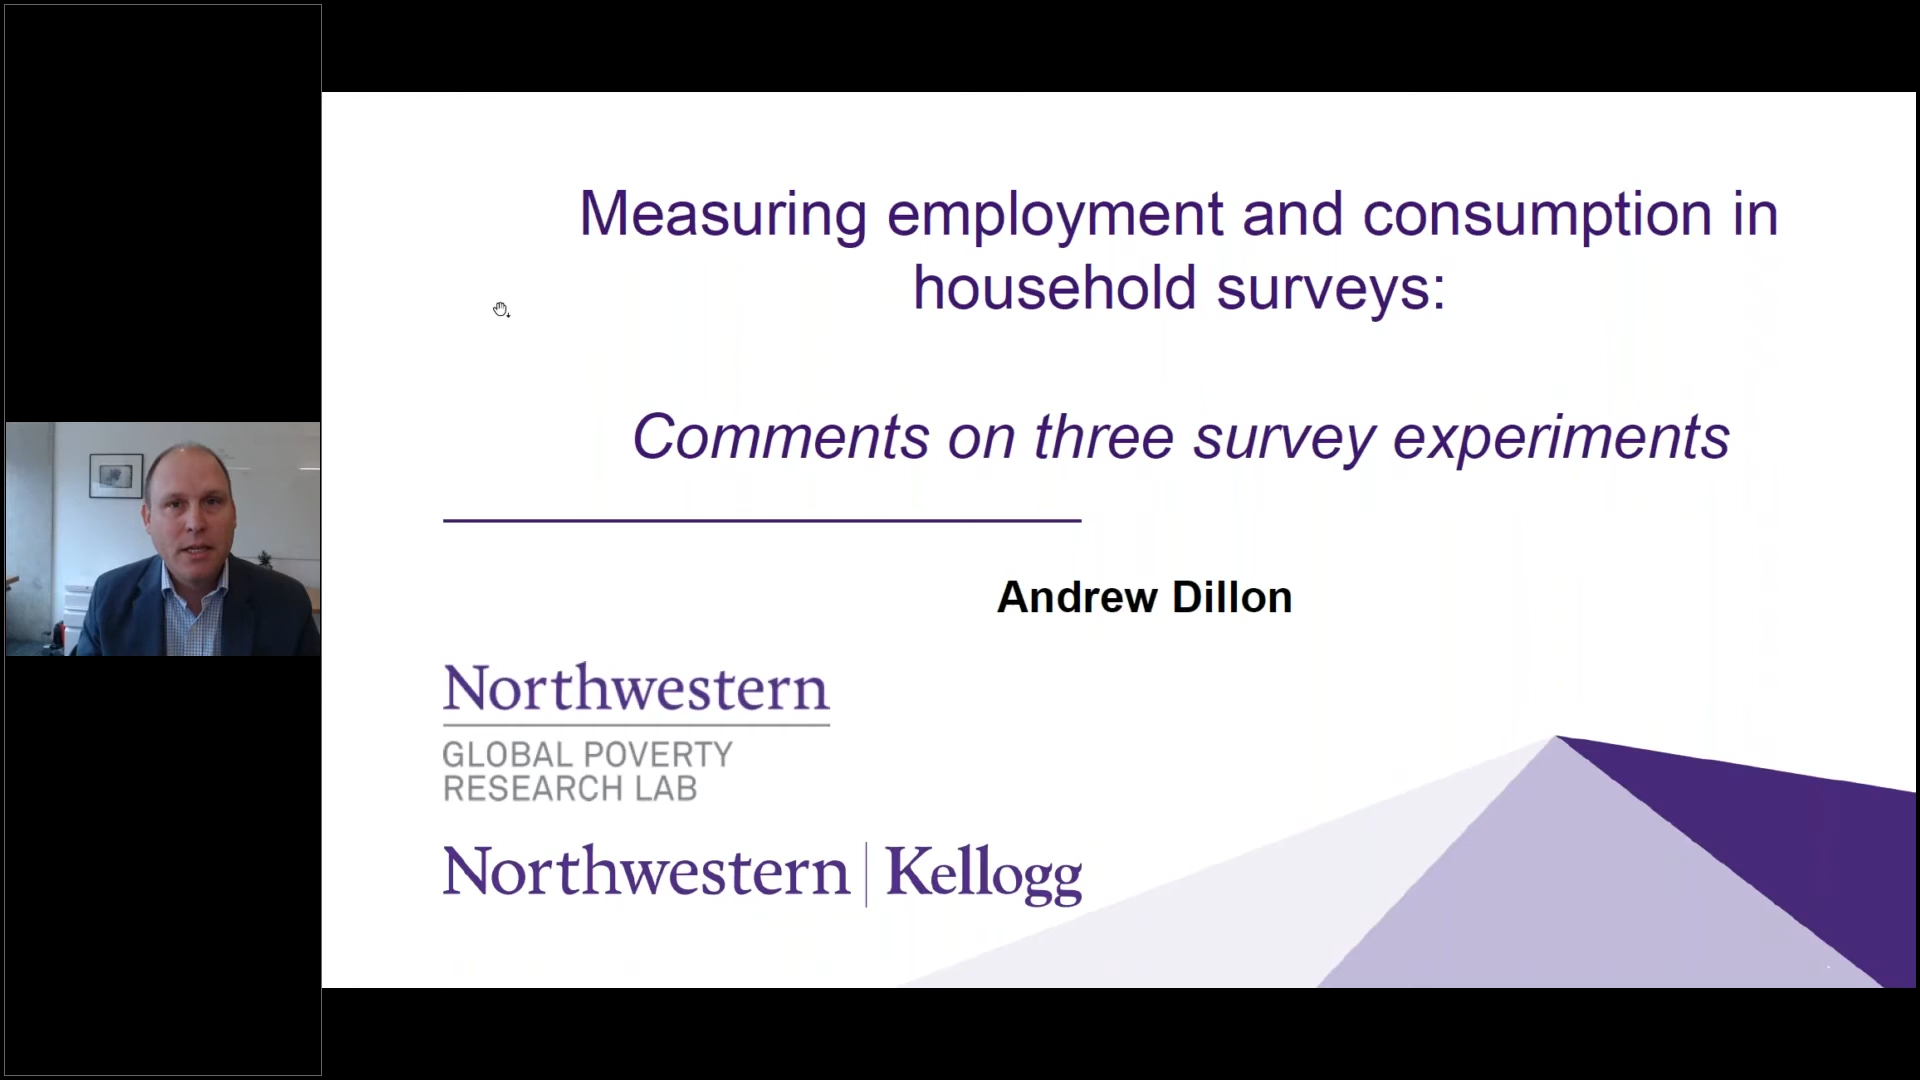 Measuring employment and consumption in
household surveys:
Comments on three survey experiments
Andrew Dillon
Northwestern
GLOBAL POVERTY
RESEARCH LAB
Northwestern | Kellogg